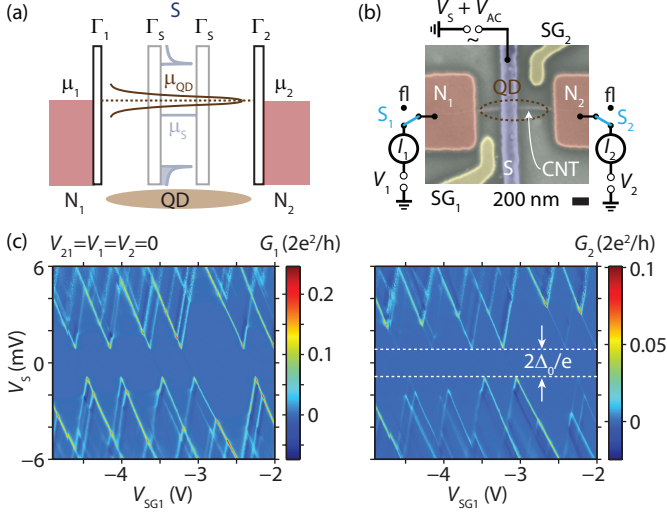 (a)
S
Γ1 ΓS ΓS Γ2
μ1 μQD μS μ2
N1 QD N2
(b)
VS + VAC
~
SG2
fl N1 QD N2 fl
S1 S2
I1 I2
S CNT
V1 V2
SG1 200 nm
(c) V21=V1=V2=0 G1 (2e²/h) G2 (2e²/h)
6 3 0 -3 -6
VS (mV)
-4 -3 -2
VSG1 (V)
0.2
0.1
0
2Δ0/e
-4 -3 -2
VSG1 (V)
0.1
0.05
0